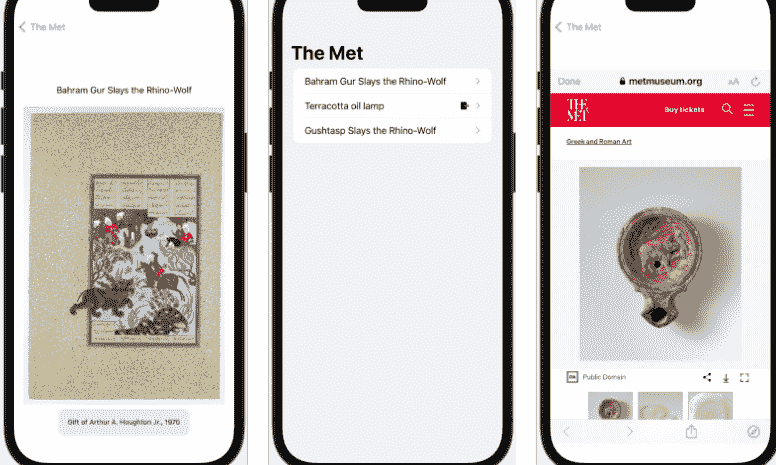 The Met
Bahram Gur Slays the Rhino-Wolf
Gift of Arthur A. Houghton Jr., 1970
The Met
Bahram Gur Slays the Rhino-Wolf
Terracotta oil lamp
Gushtasp Slays the Rhino-Wolf
The Met
Done metmuseum.org AA
THE
MET
Buy tickets
Greek and Roman Art
Public Domain